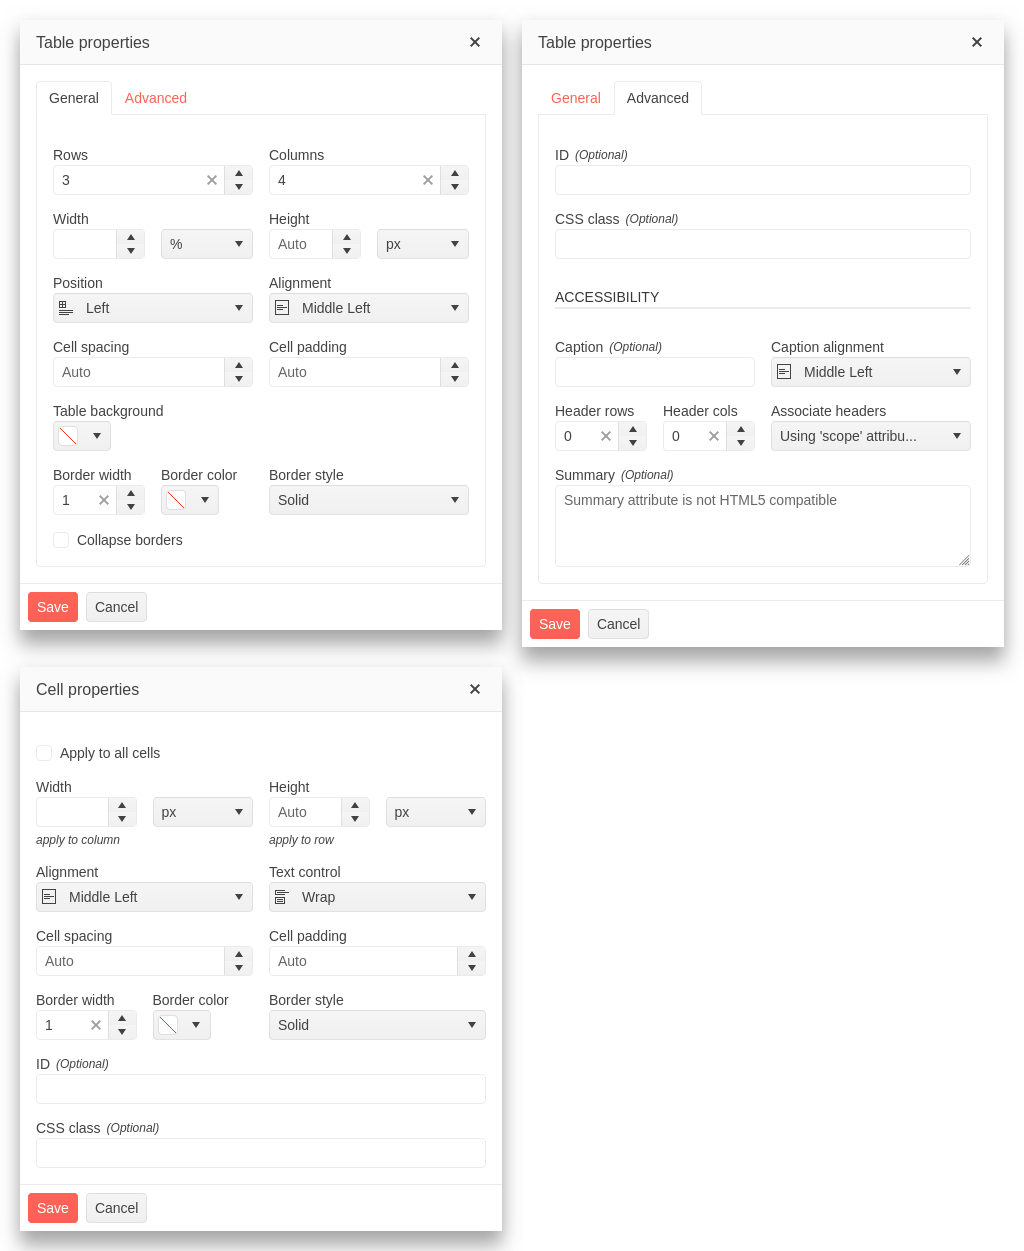 Table properties
General Advanced
Rows Columns
3 4
Width Height
% Auto px
Position Alignment
Left Middle Left
Cell spacing Cell padding
Auto Auto
Table background
Border width Border color Border style
1 Solid
Collapse borders
Save Cancel
Table properties
General Advanced
ID (Optional)
CSS class (Optional)
ACCESSIBILITY
Caption (Optional) Caption alignment
Middle Left
Header rows Header cols Associate headers
0 0 Using 'scope' attribu...
Summary (Optional)
Summary attribute is not HTML5 compatible
Save Cancel
Cell properties
Apply to all cells
Width Height
px Auto px
apply to column apply to row
Alignment Text control
Middle Left Wrap
Cell spacing Cell padding
Auto Auto
Border width Border color Border style
1 Solid
ID (Optional)
CSS class (Optional)
Save Cancel